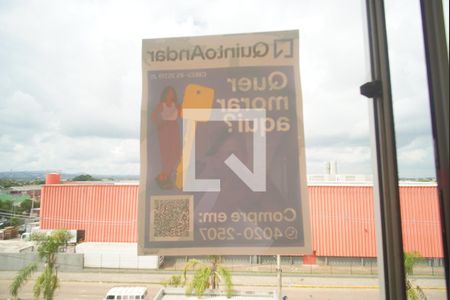 QuintoAndar
Quer
morar
aqui?
Compre em:
4020-2507